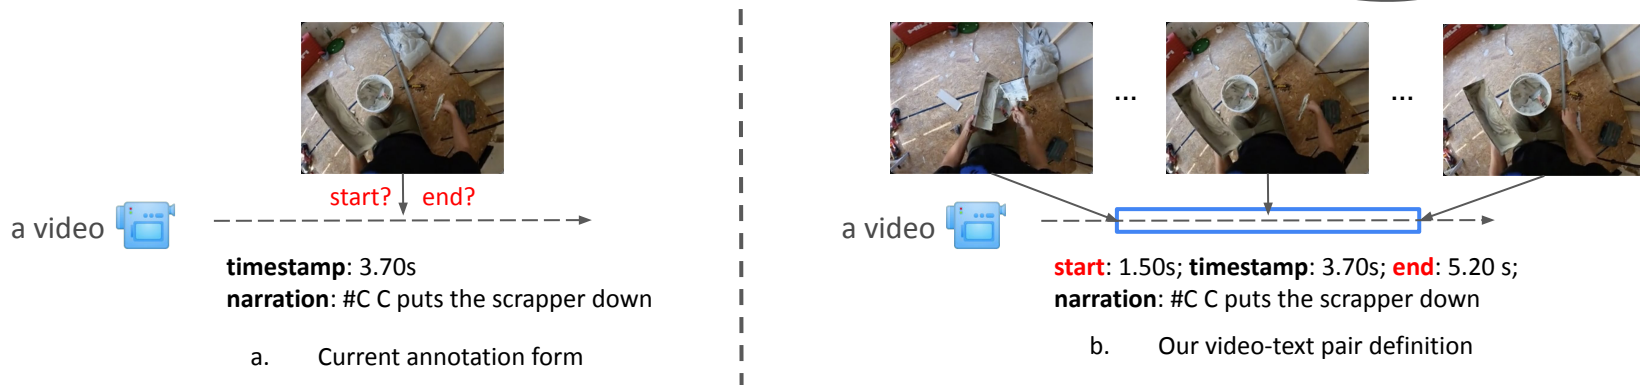 start? end?
a video
timestamp: 3.70s
narration: #C C puts the scrapper down
a. Current annotation form
... ...
a video
start: 1.50s; timestamp: 3.70s; end: 5.20 s;
narration: #C C puts the scrapper down
b. Our video-text pair definition